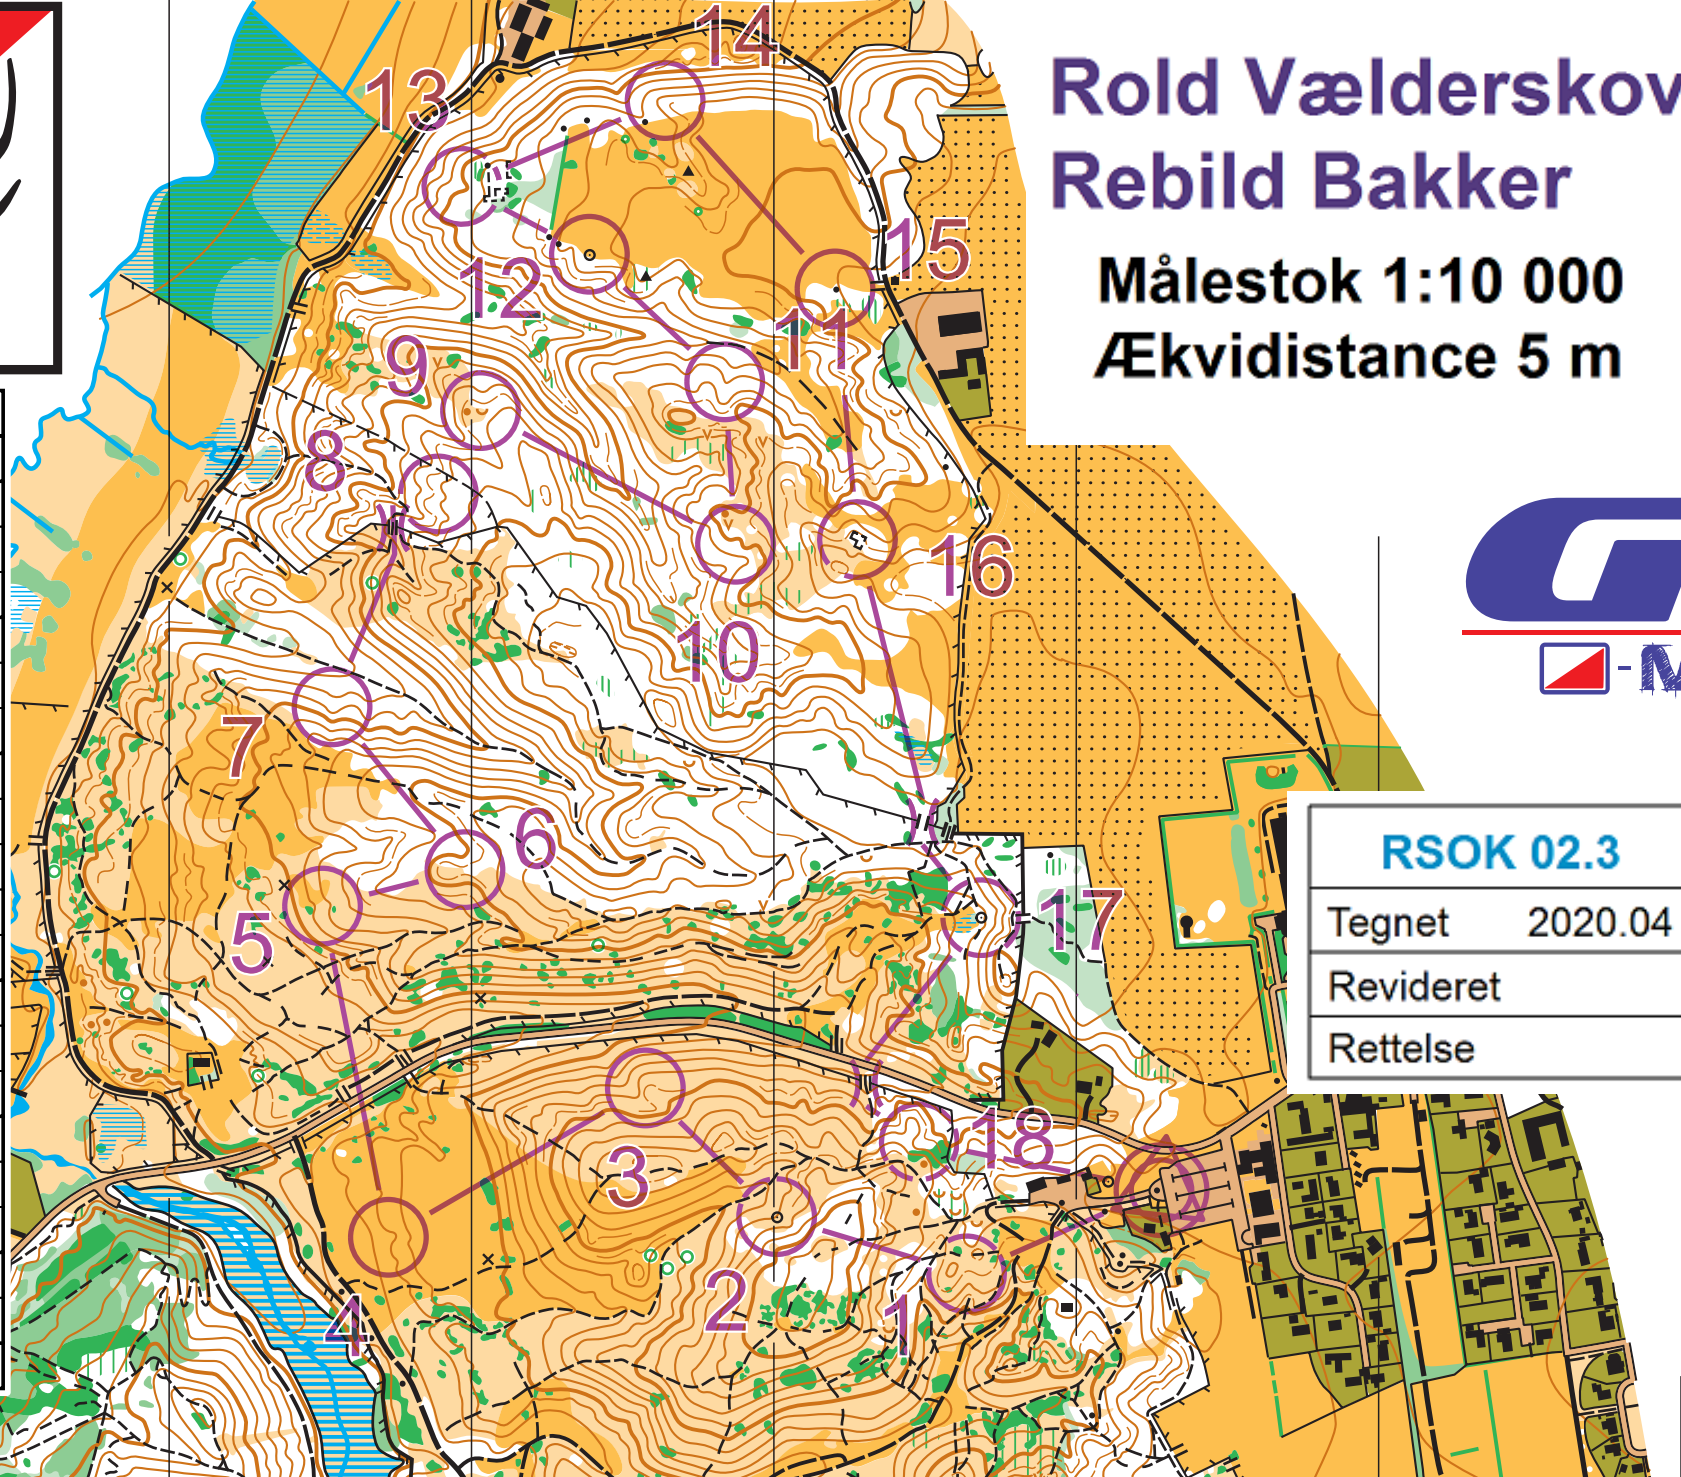 Rold Vælderskov
Rebild Bakker
Målestok 1:10 000
Ækvidistance 5 m
14
13
15
12
11
9
8
16
10
7
6
5
17
RSOK 02.3
Tegnet 2020.04
Revideret
Rettelse
18
3
2
1
4